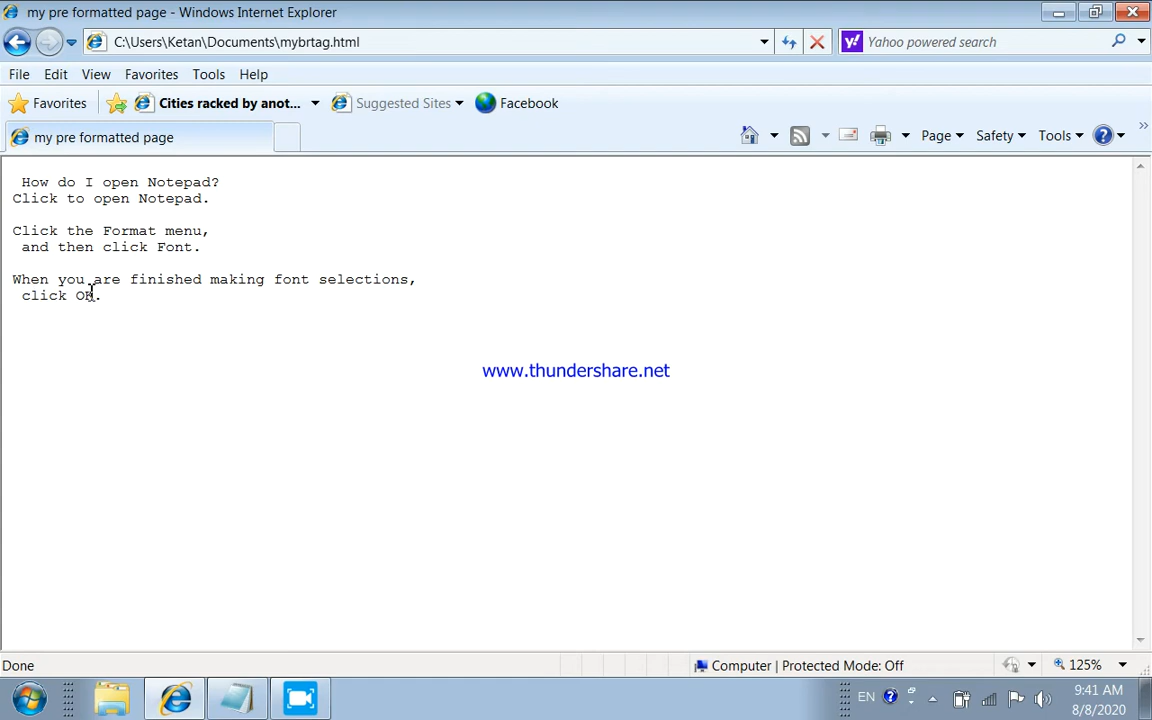 my pre formatted page - Windows Internet Explorer
C:\Users\Ketan\Documents\mybrtag.html
Yahoo powered search
File Edit View Favorites Tools Help
Favorites Cities racked by anot... Suggested Sites Facebook
my pre formatted page
Page Safety Tools
How do I open Notepad?
Click to open Notepad.
Click the Format menu,
and then click Font.
When you are finished making font selections,
click OK.
www.thundershare.net
Done
Computer | Protected Mode: Off
125%
EN
9:41 AM
8/8/2020